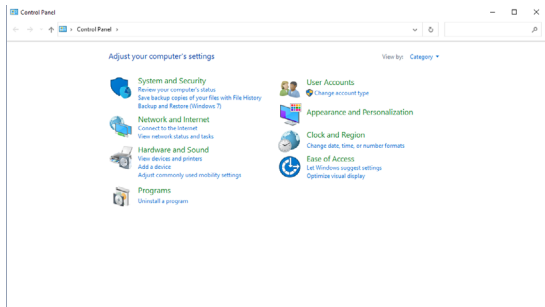 Control Panel
Control Panel
Adjust your computer's settings
View by: Category
System and Security
Review your computer's status
Save backup copies of your files with File History
Backup and Restore (Windows 7)
Network and Internet
Connect to the Internet
View network status and tasks
Hardware and Sound
View devices and printers
Add a device
Adjust commonly used mobility settings
Programs
Uninstall a program
User Accounts
Change account type
Appearance and Personalization
Clock and Region
Change date, time, or number formats
Ease of Access
Let Windows suggest settings
Optimize visual display